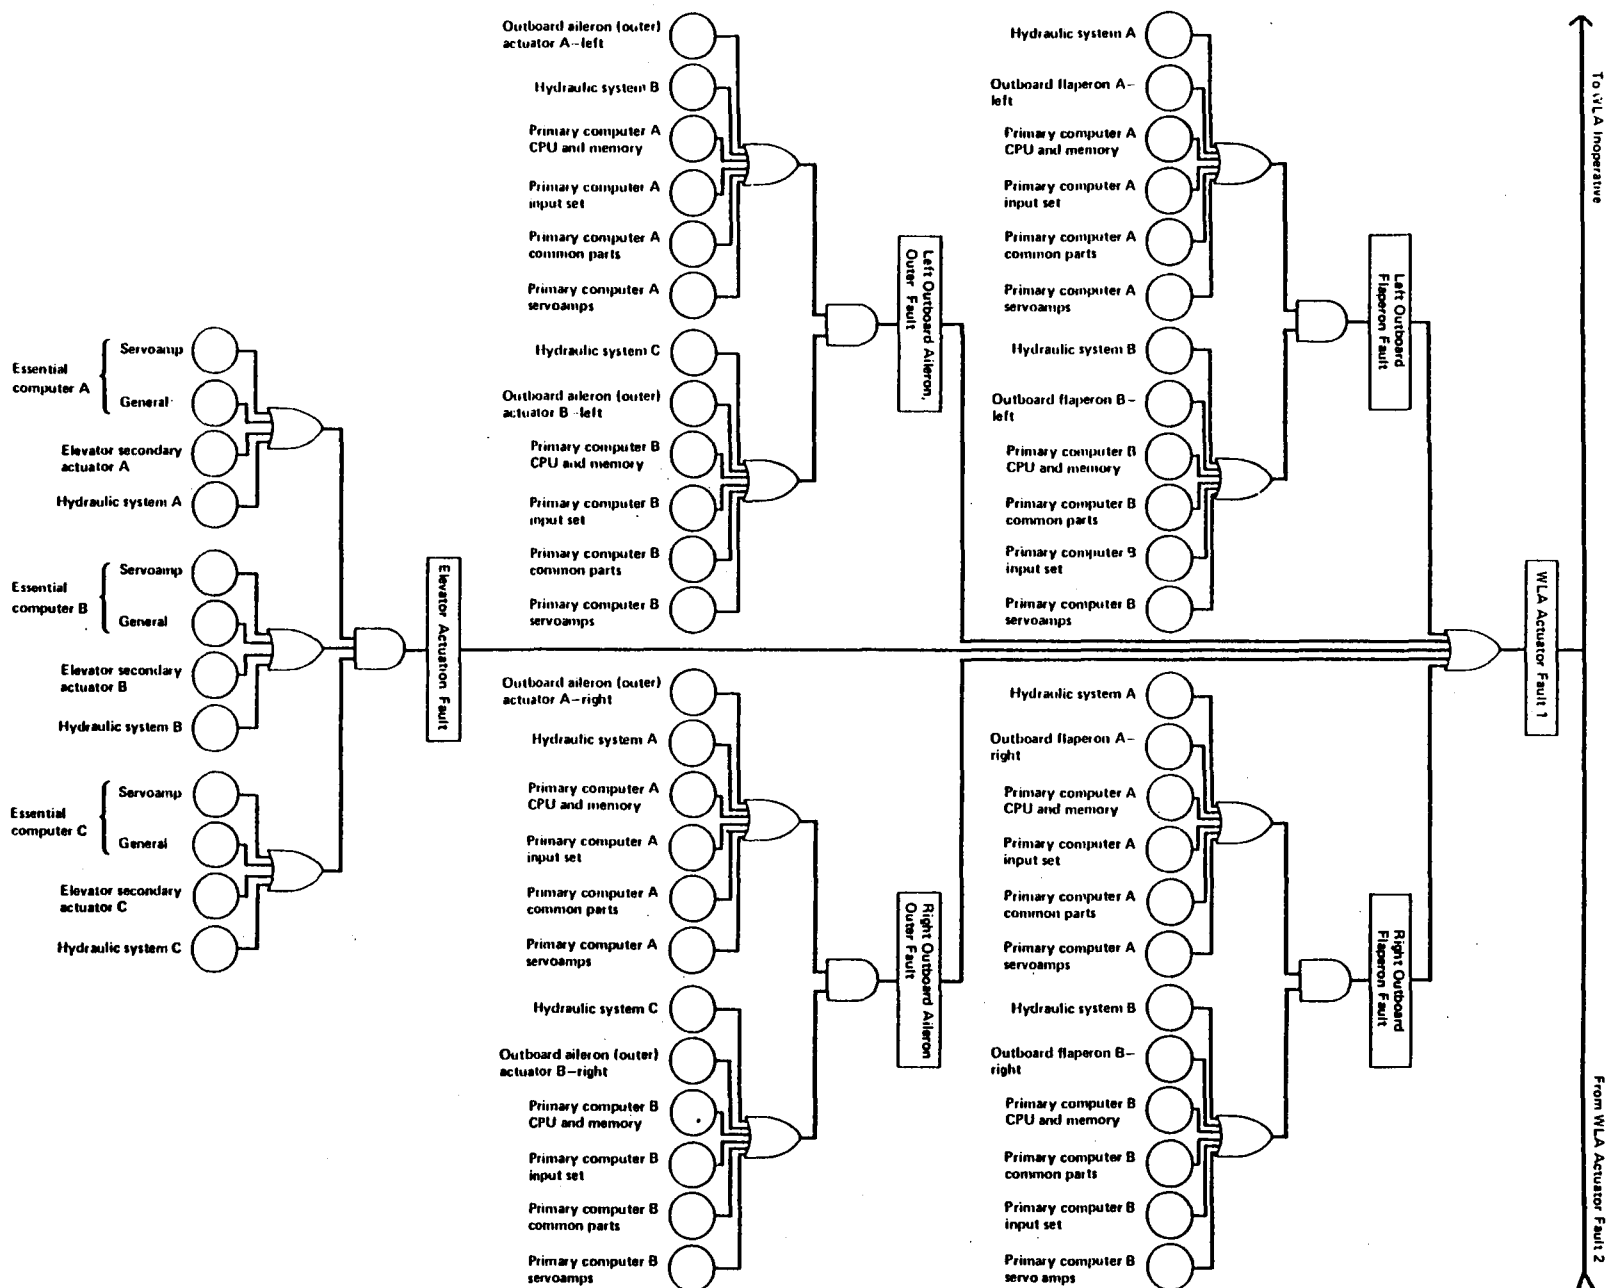 Outboard aileron (outer)
actuator A-left
Hydraulic system B
Primary computer A
CPU and memory
Primary computer A
input set
Primary computer A
common parts
Primary computer A
servoamps
Hydraulic system C
Outboard aileron (outer)
actuator B-left
Primary computer B
CPU and memory
Primary computer B
input set
Primary computer B
common parts
Primary computer B
servoamps
Left Outboard Aileron,
Outer Fault
Hydraulic system A
Outboard flaperon A-
left
Primary computer A
CPU and memory
Primary computer A
input set
Primary computer A
common parts
Primary computer A
servoamps
Hydraulic system B
Outboard flaperon B-
left
Primary computer B
CPU and memory
Primary computer B
common parts
Primary computer B
input set
Primary computer B
servoamps
Left Outboard
Flaperon Fault
To WLA Inoperative
Essential
computer A
Servoamp
General
Elevator secondary
actuator A
Hydraulic system A
Essential
computer B
Servoamp
General
Elevator secondary
actuator B
Hydraulic system B
Essential
computer C
Servoamp
General
Elevator secondary
actuator C
Hydraulic system C
Elevator Actuation Fault
WLA Actuator Fault 1
Outboard aileron (outer)
actuator A-right
Hydraulic system A
Primary computer A
CPU and memory
Primary computer A
input set
Primary computer A
common parts
Primary computer A
servoamps
Hydraulic system C
Outboard aileron (outer)
actuator B-right
Primary computer B
CPU and memory
Primary computer B
input set
Primary computer B
common parts
Primary computer B
servoamps
Right Outboard Aileron
Outer Fault
Hydraulic system A
Outboard flaperon A-
right
Primary computer A
CPU and memory
Primary computer A
input set
Primary computer A
common parts
Primary computer A
servoamps
Hydraulic system B
Outboard flaperon B-
right
Primary computer B
CPU and memory
Primary computer B
common parts
Primary computer B
input set
Primary computer B
servo amps
Right Outboard
Flaperon Fault
From WLA Actuator Fault 2